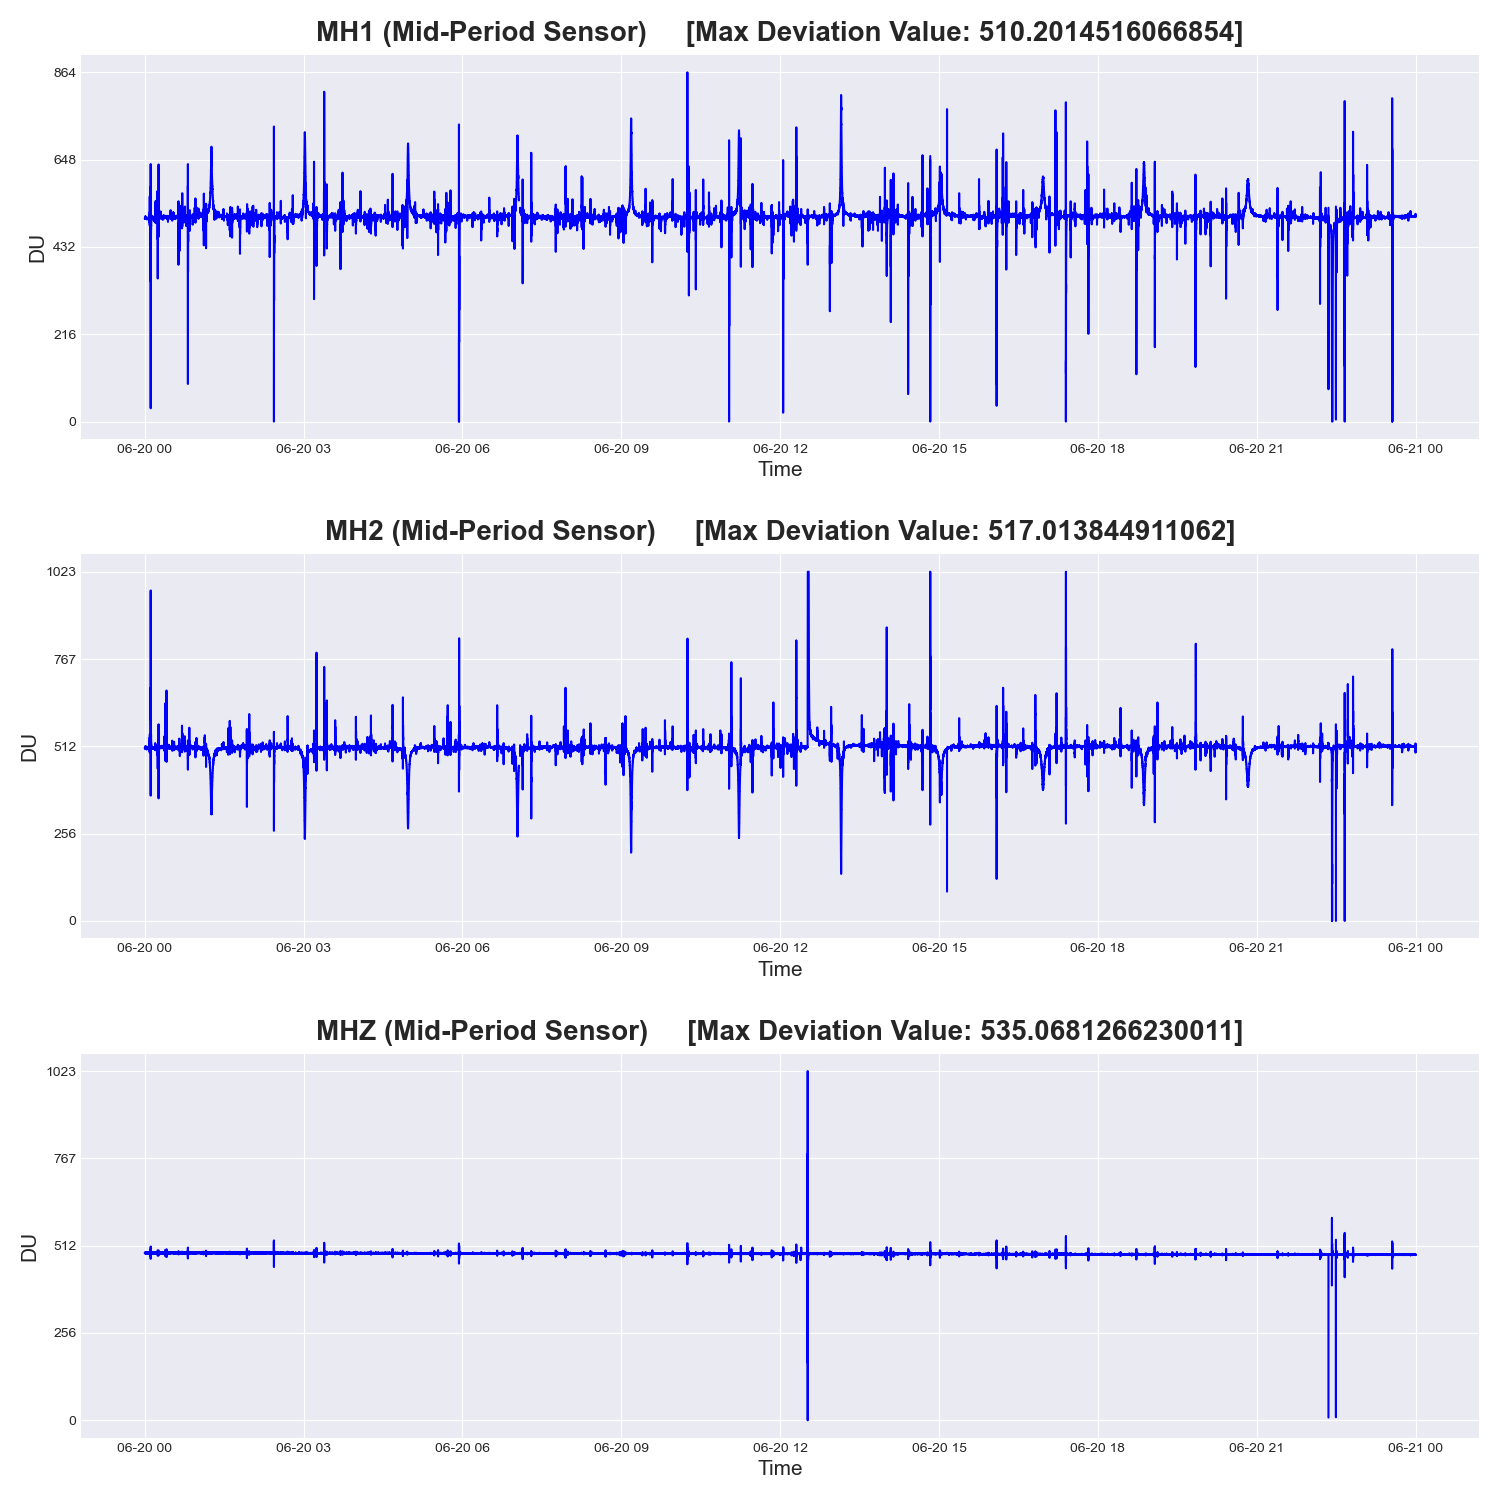 MH1 (Mid-Period Sensor) [Max Deviation Value: 510.2014516066854]
864
648
432
216
0
DU
06-20 00 06-20 03 06-20 06 06-20 09 06-20 12 06-20 15 06-20 18 06-20 21 06-21 00
Time
MH2 (Mid-Period Sensor) [Max Deviation Value: 517.013844911062]
1023
767
512
256
0
DU
06-20 00 06-20 03 06-20 06 06-20 09 06-20 12 06-20 15 06-20 18 06-20 21 06-21 00
Time
MHZ (Mid-Period Sensor) [Max Deviation Value: 535.0681266230011]
1023
767
512
256
0
DU
06-20 00 06-20 03 06-20 06 06-20 09 06-20 12 06-20 15 06-20 18 06-20 21 06-21 00
Time